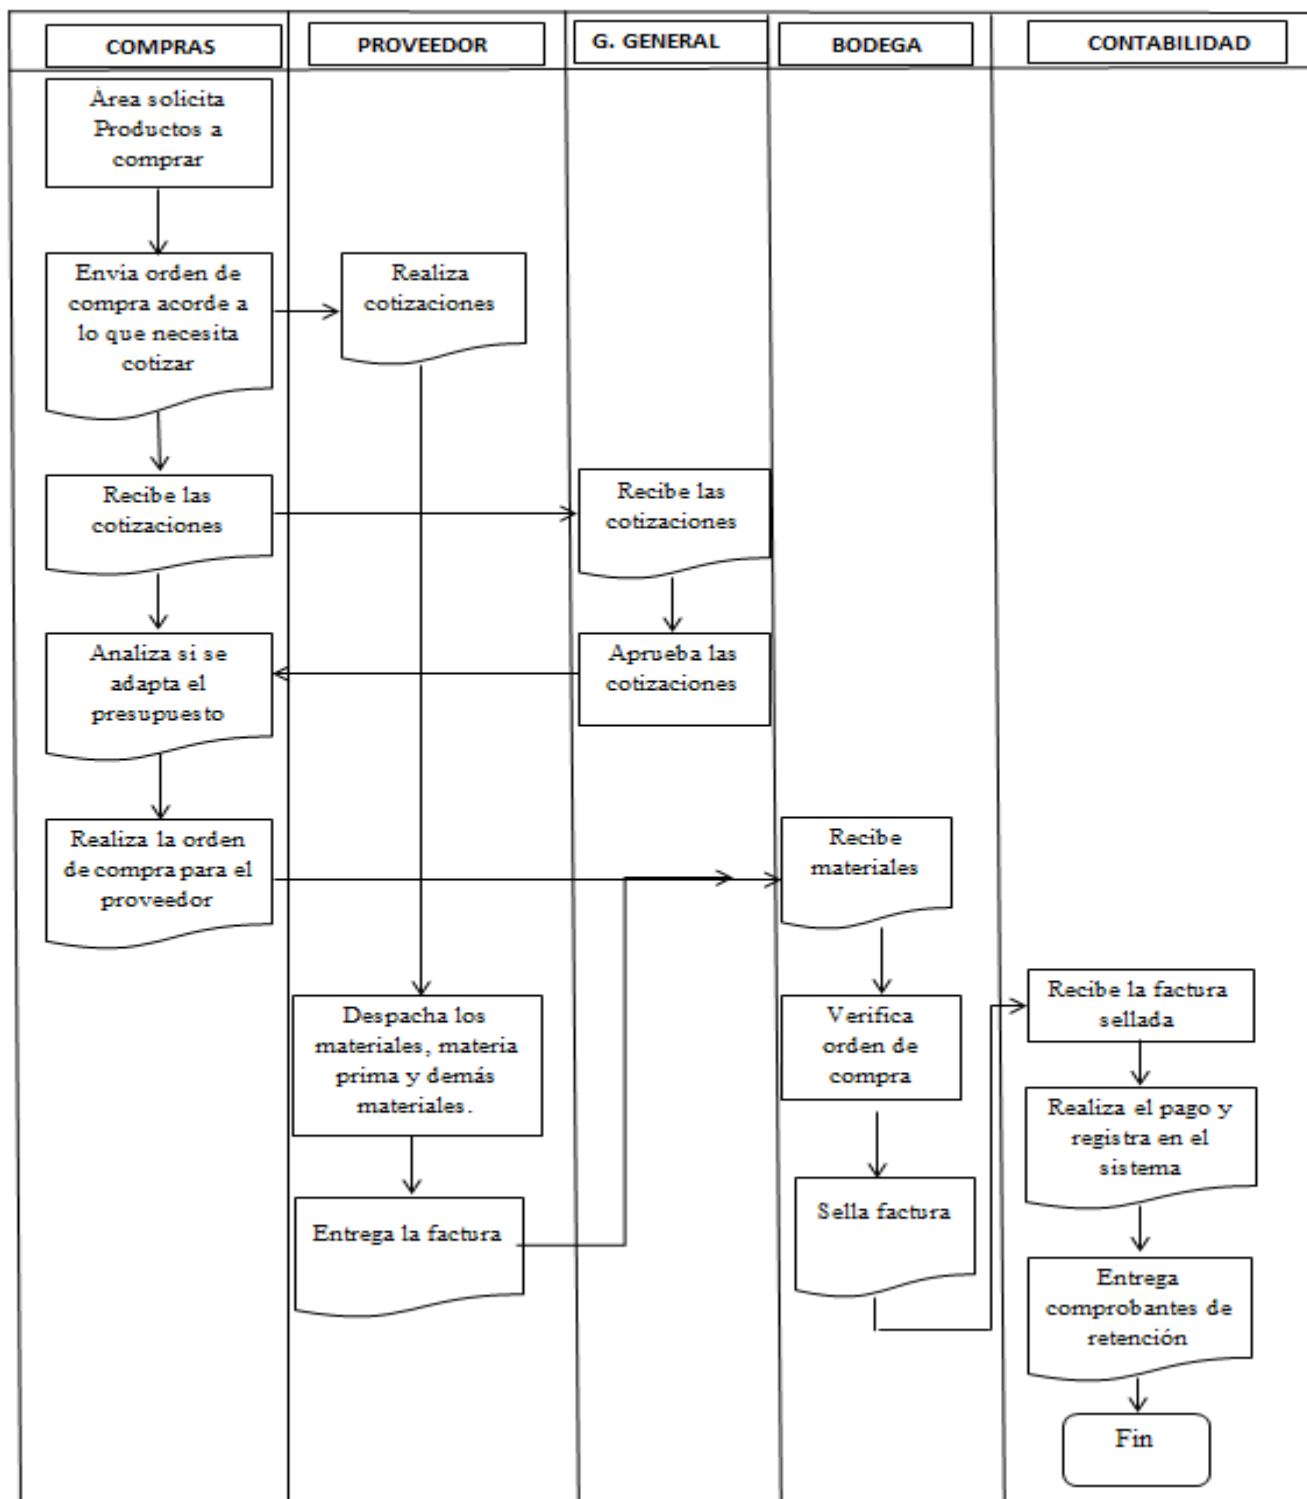 COMPRAS
PROVEEDOR
G. GENERAL
BODEGA
CONTABILIDAD
Área solicita
Productos a
comprar
Envia orden de
compra acorde a
lo que necesita
cotizar
Realiza
cotizaciones
Recibe las
cotizaciones
Recibe las
cotizaciones
Analiza si se
adapta el
presupuesto
Aprueba las
cotizaciones
Realiza la orden
de compra para el
proveedor
Recibe
materiales
Despacha los
materiales, materia
prima y demás
materiales.
Verifica
orden de
compra
Recibe la factura
sellada
Realiza el pago y
registra en el
sistema
Entrega la factura
Sella factura
Entrega
comprobantes de
retención
Fin